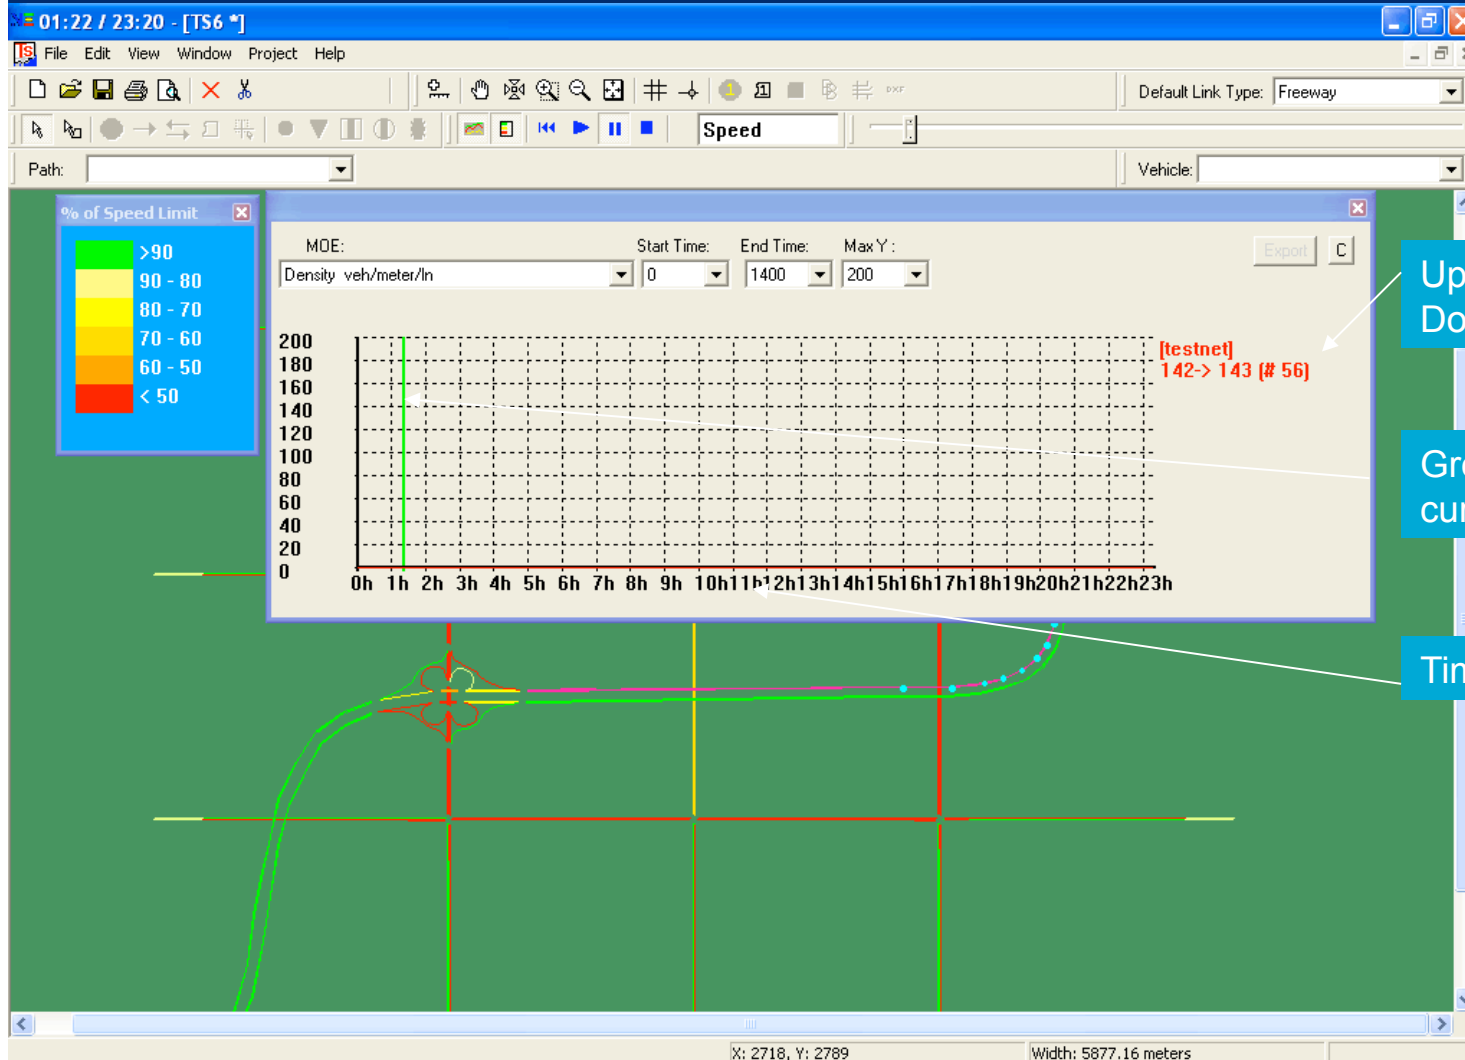 01:22 / 23:20 - [TS6 *]
File Edit View Window Project Help
Default Link Type: Freeway
Speed
Path:
Vehicle:
% of Speed Limit
>90
90 - 80
80 - 70
70 - 60
60 - 50
< 50
MOE:
Start Time:
End Time:
Max Y :
Density veh/meter/ln
0
1400
200
Export
C
200
180
160
140
120
100
80
60
40
20
0
0h 1h 2h 3h 4h 5h 6h 7h 8h 9h 10h11h12h13h14h15h16h17h18h19h20h21h22h23h
[testnet]
142-> 143 (# 56)
Up
Do
Gr
cur
Tim
X: 2718, Y: 2789
Width: 5877.16 meters